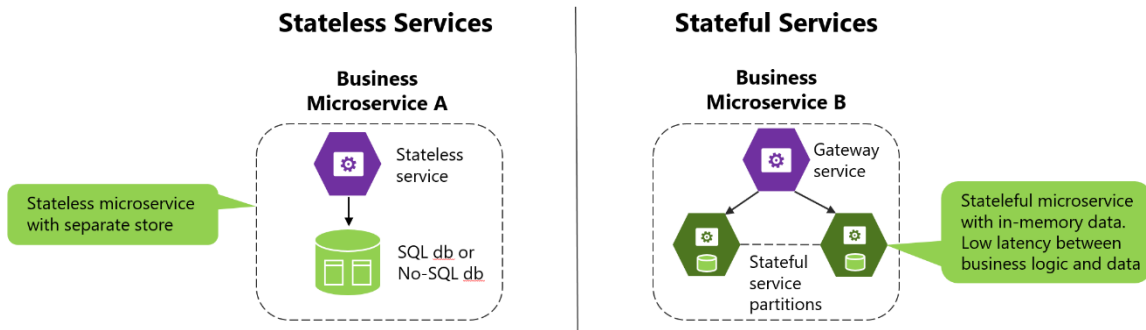 Stateless Services
Business
Microservice A
Stateless
service
Stateless microservice
with separate store
SQL db or
No-SQL db
Stateful Services
Business
Microservice B
Gateway
service
Stateful
service
partitions
Stateleful microservice
with in-memory data.
Low latency between
business logic and data